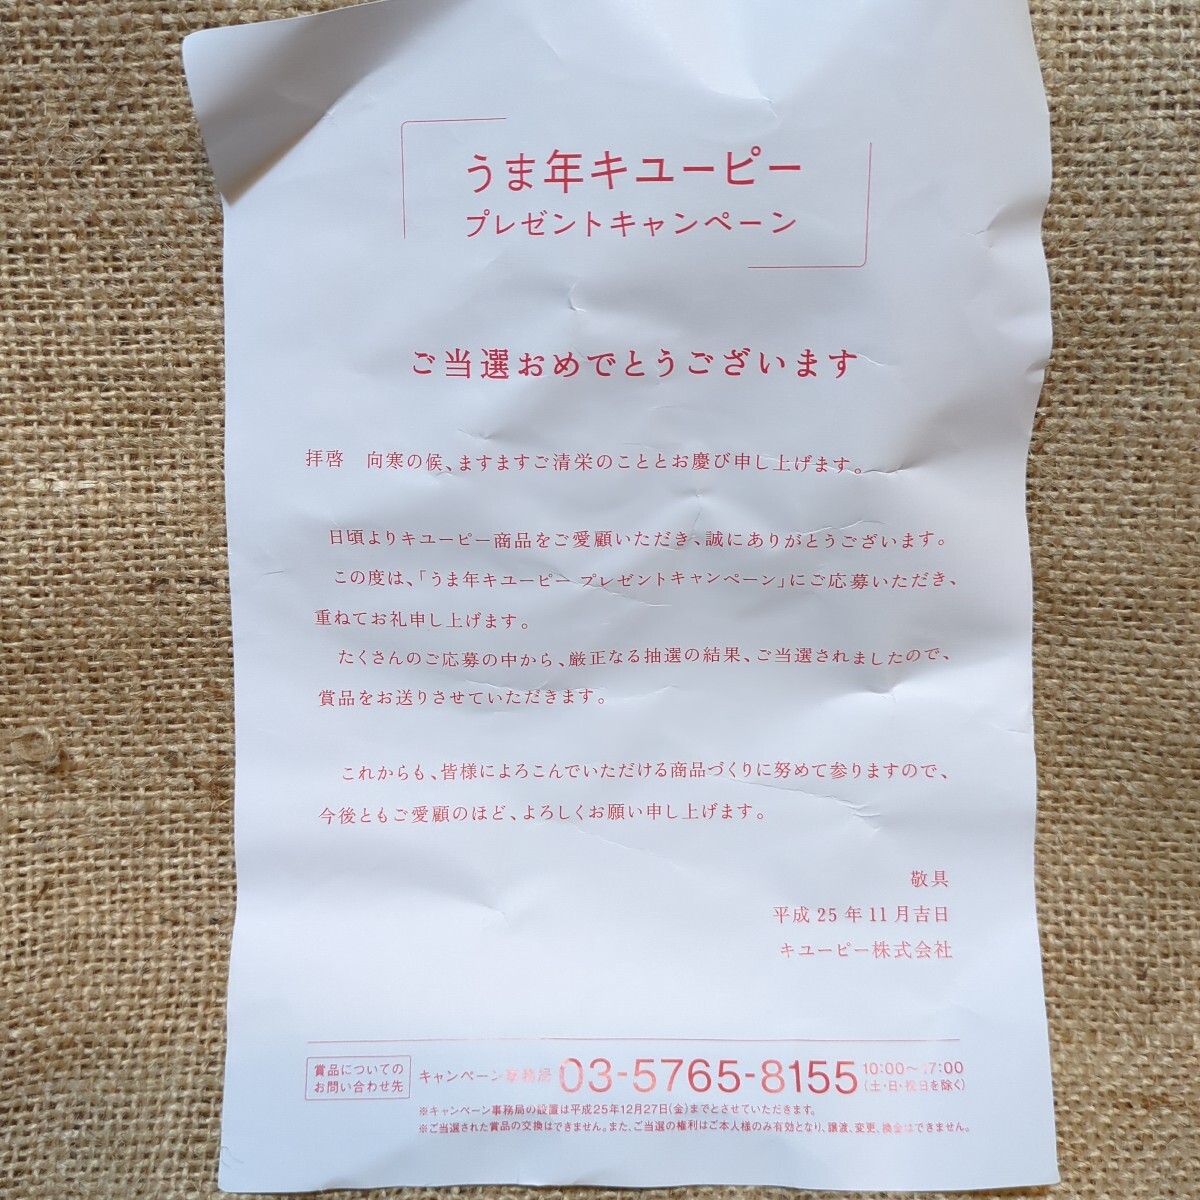 うま年キユーピー
プレゼントキャンペーン
ご当選おめでとうございます
拝啓　向寒の候、ますますご清栄のこととお慶び申し上げます。
日頃よりキユーピー商品をご愛顧いただき、誠にありがとうございます。
この度は、「うま年キユーピー プレゼントキャンペーン」にご応募いただき、
重ねてお礼申し上げます。
たくさんのご応募の中から、厳正なる抽選の結果、ご当選されましたので、
賞品をお送りさせていただきます。
これからも、皆様によろこんでいただける商品づくりに努めて参りますので、
今後ともご愛顧のほど、よろしくお願い申し上げます。
敬具
平成 25 年 11 月吉日
キユーピー株式会社
賞品についての
お問い合わせ先
キャンペーン事務局 03-5765-8155 10:00〜17:00
(土・日・祝日を除く)
※キャンペーン事務局の設置は平成25年12月27日(金)までとさせていただきます。
※ご当選された賞品の交換はできません。また、ご当選の権利はご本人様のみ有効となり、譲渡、変更、換金はできません。